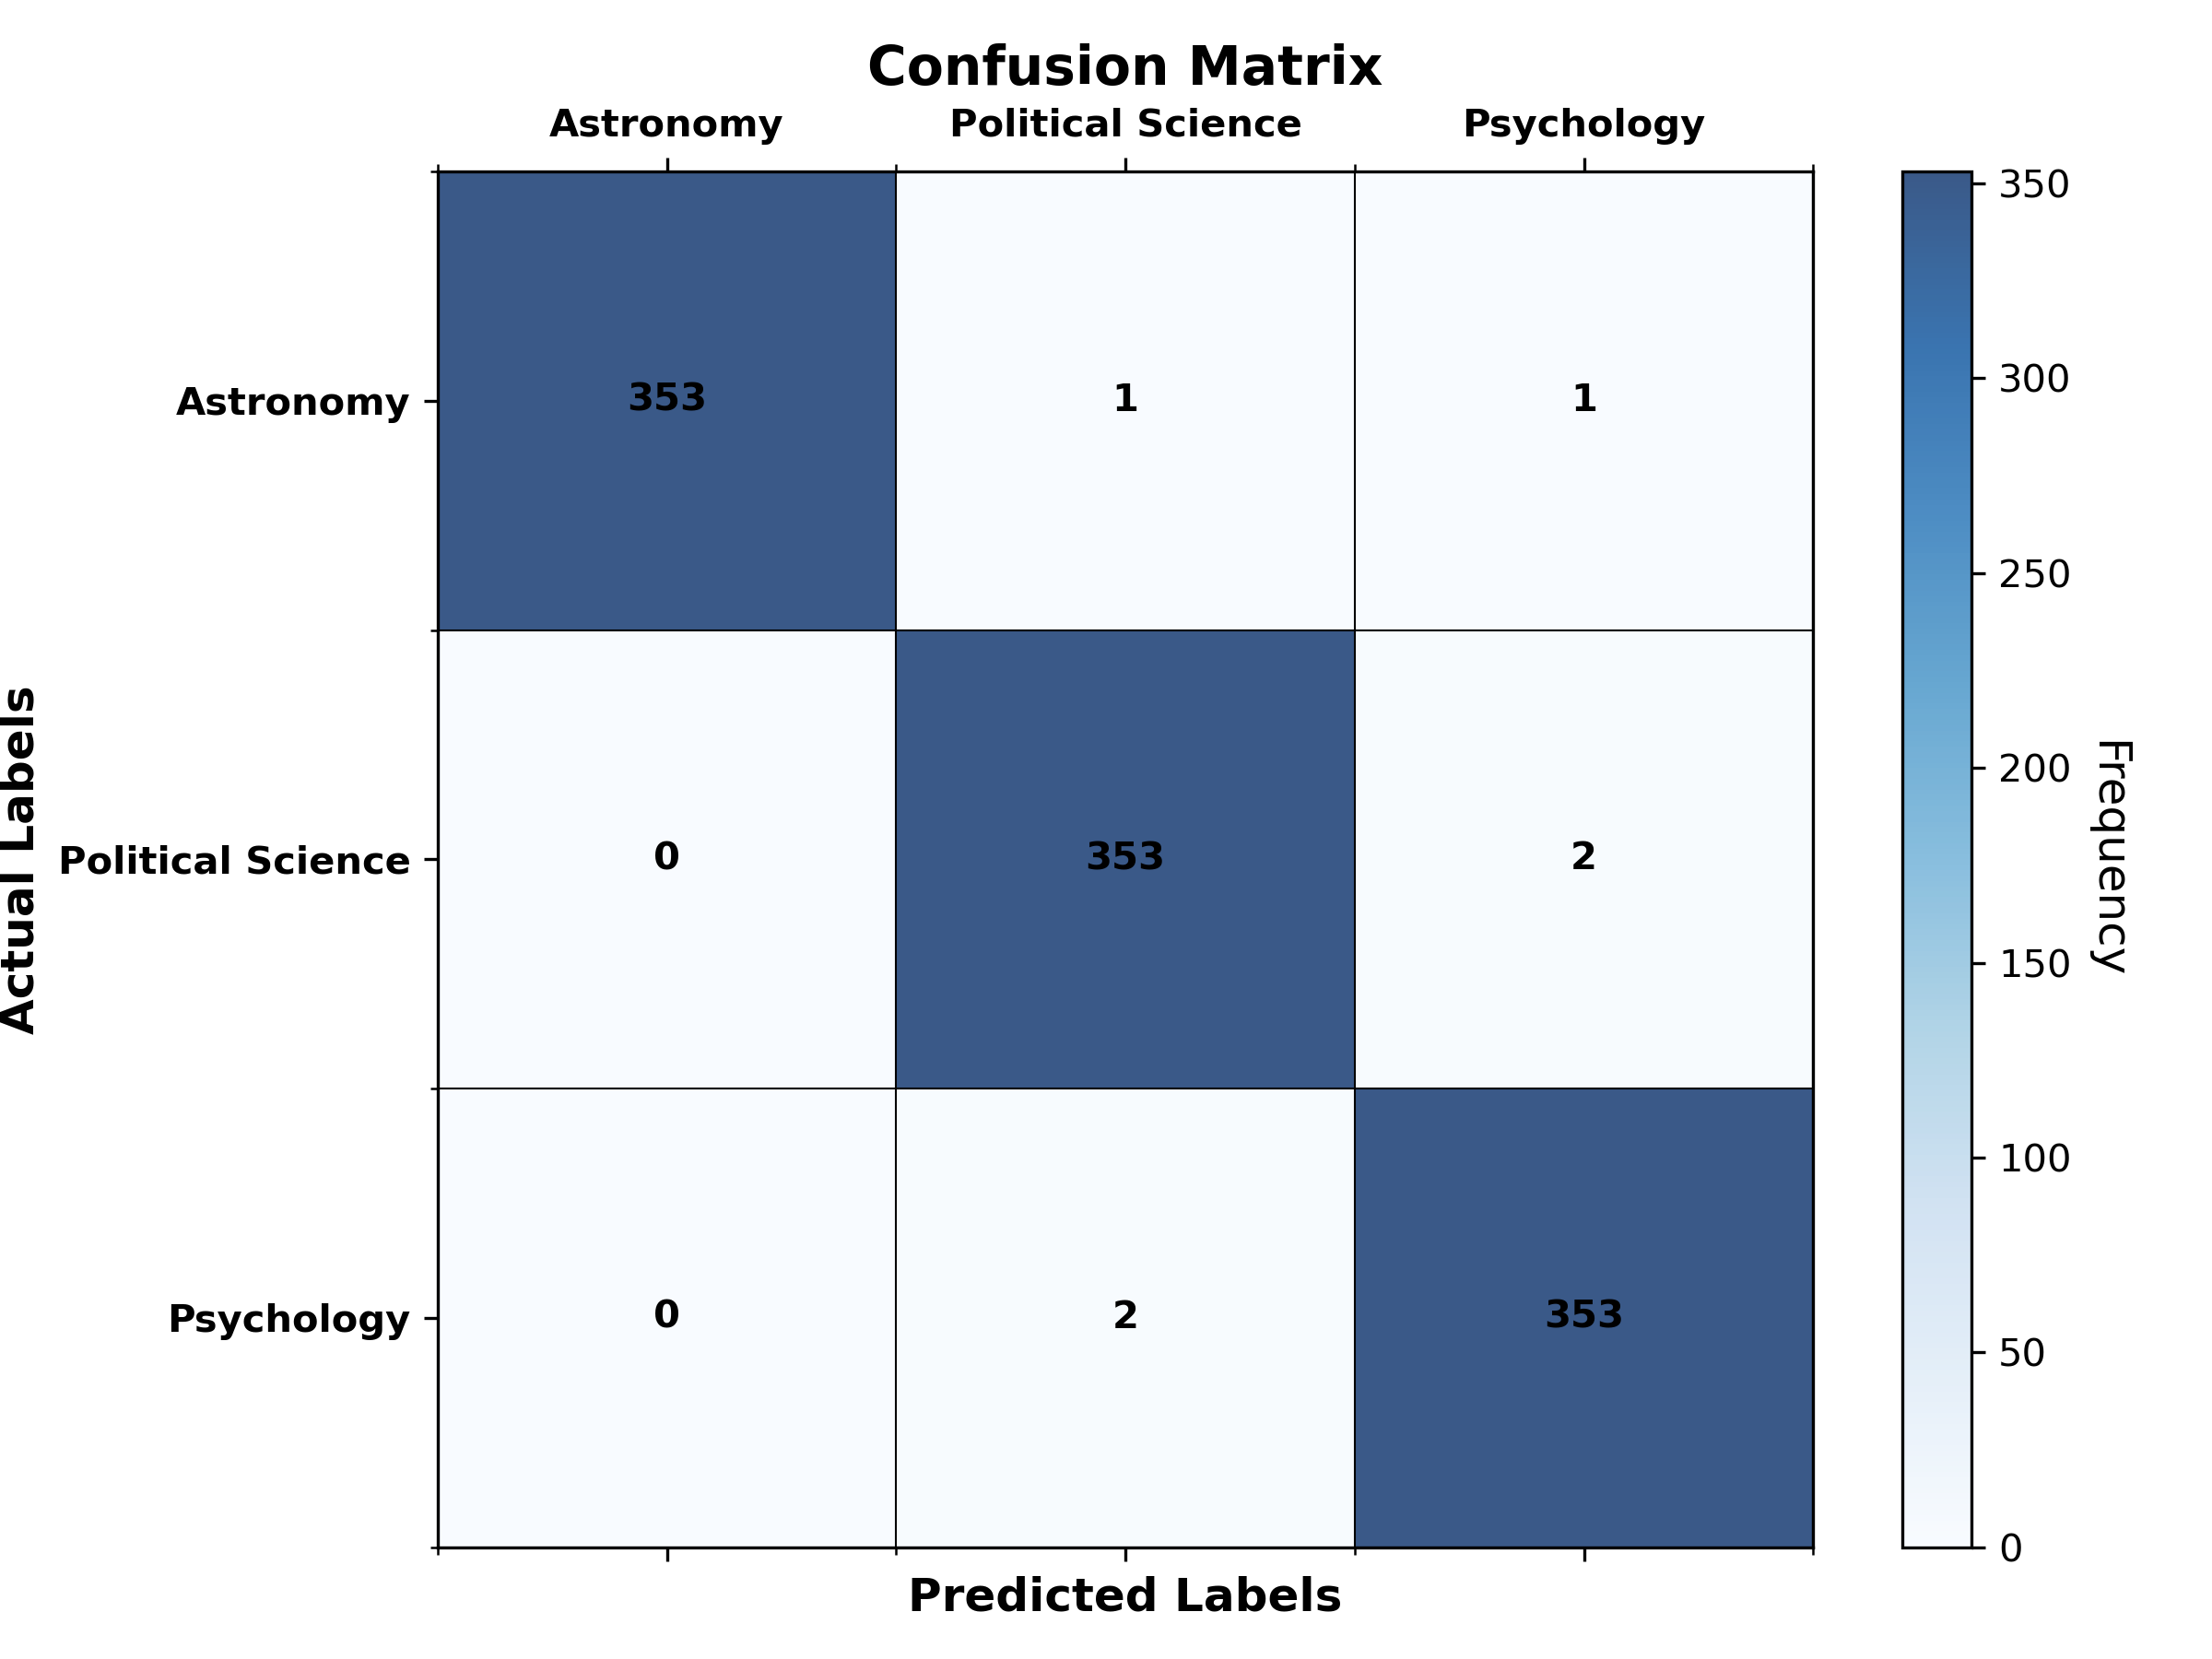 Confusion Matrix
Astronomy Political Science Psychology
Actual Labels
Astronomy 353 1 1
Political Science 0 353 2
Psychology 0 2 353
Predicted Labels
350
300
250
200
150
100
50
0
Frequency